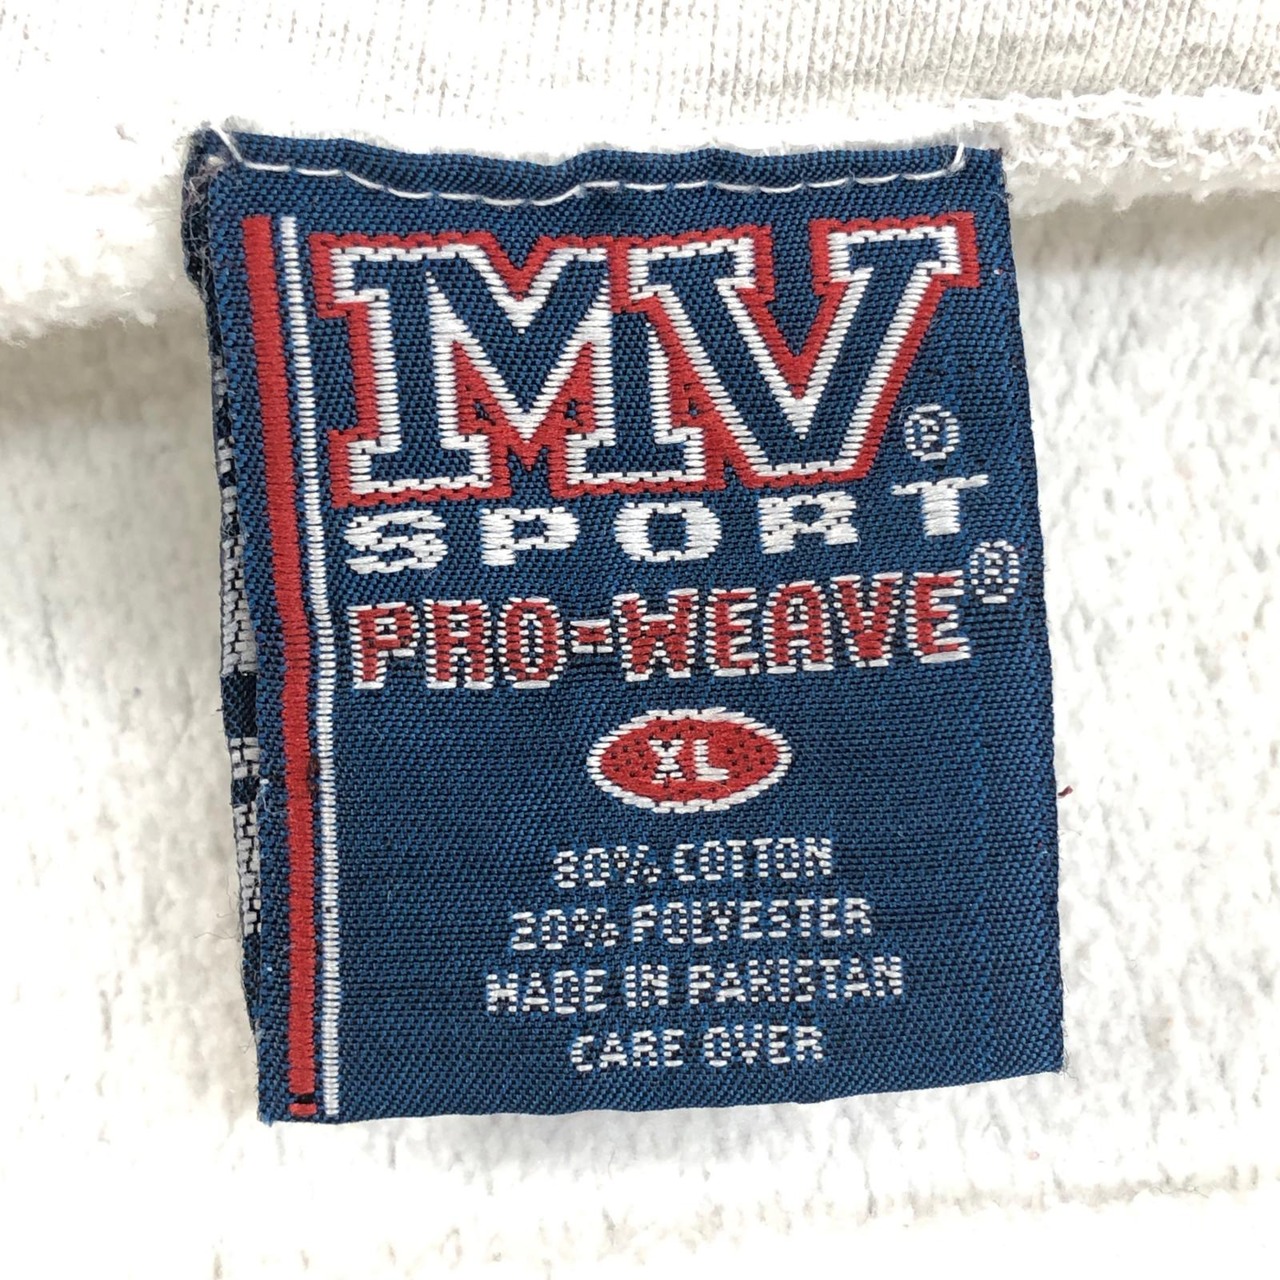 MV®
SPORT
PRO-WEAVE®
XL
80% COTTON
20% POLYESTER
MADE IN PAKISTAN
CARE OVER